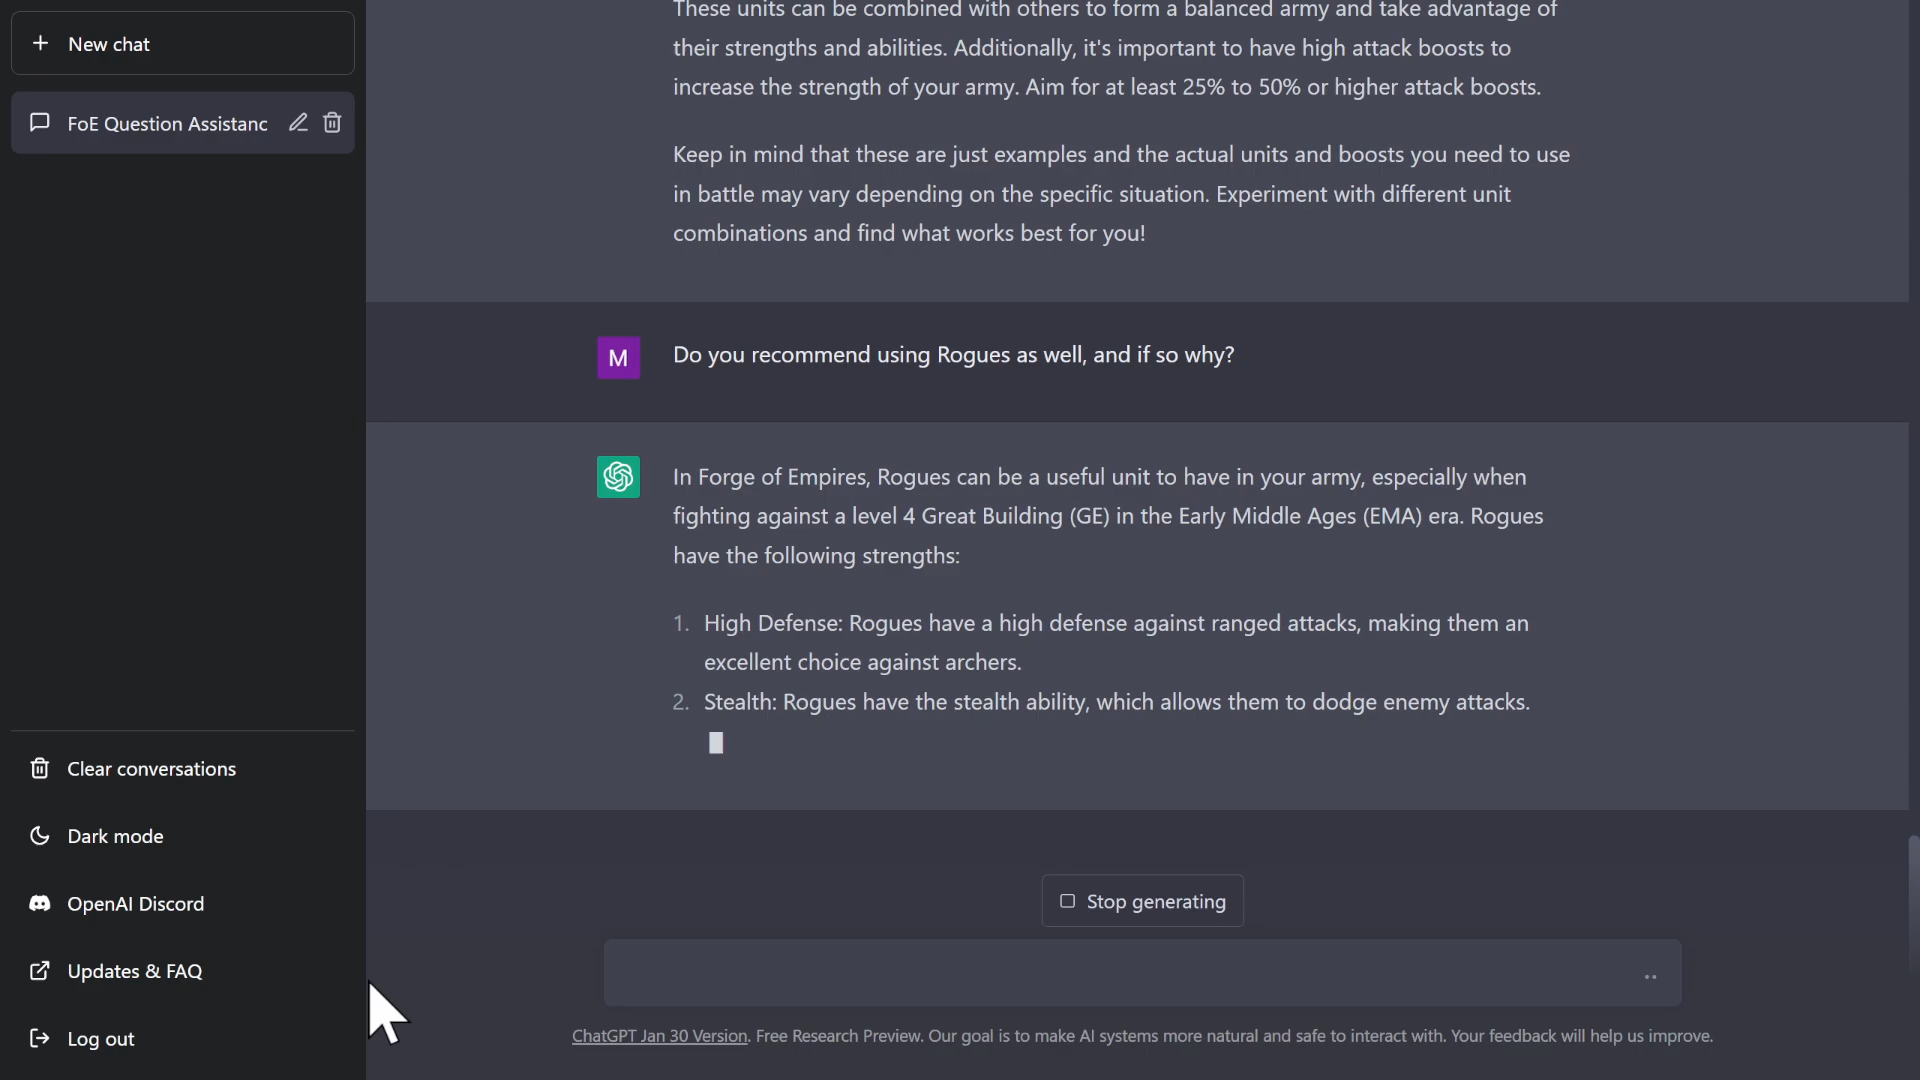 New chat
FoE Question Assistanc
Clear conversations
Dark mode
OpenAI Discord
Updates & FAQ
Log out
These units can be combined with others to form a balanced army and take advantage of
their strengths and abilities. Additionally, it's important to have high attack boosts to
increase the strength of your army. Aim for at least 25% to 50% or higher attack boosts.
Keep in mind that these are just examples and the actual units and boosts you need to use
in battle may vary depending on the specific situation. Experiment with different unit
combinations and find what works best for you!
M
Do you recommend using Rogues as well, and if so why?
In Forge of Empires, Rogues can be a useful unit to have in your army, especially when
fighting against a level 4 Great Building (GE) in the Early Middle Ages (EMA) era. Rogues
have the following strengths:
1. High Defense: Rogues have a high defense against ranged attacks, making them an
excellent choice against archers.
2. Stealth: Rogues have the stealth ability, which allows them to dodge enemy attacks.
Stop generating
ChatGPT Jan 30 Version. Free Research Preview. Our goal is to make AI systems more natural and safe to interact with. Your feedback will help us improve.